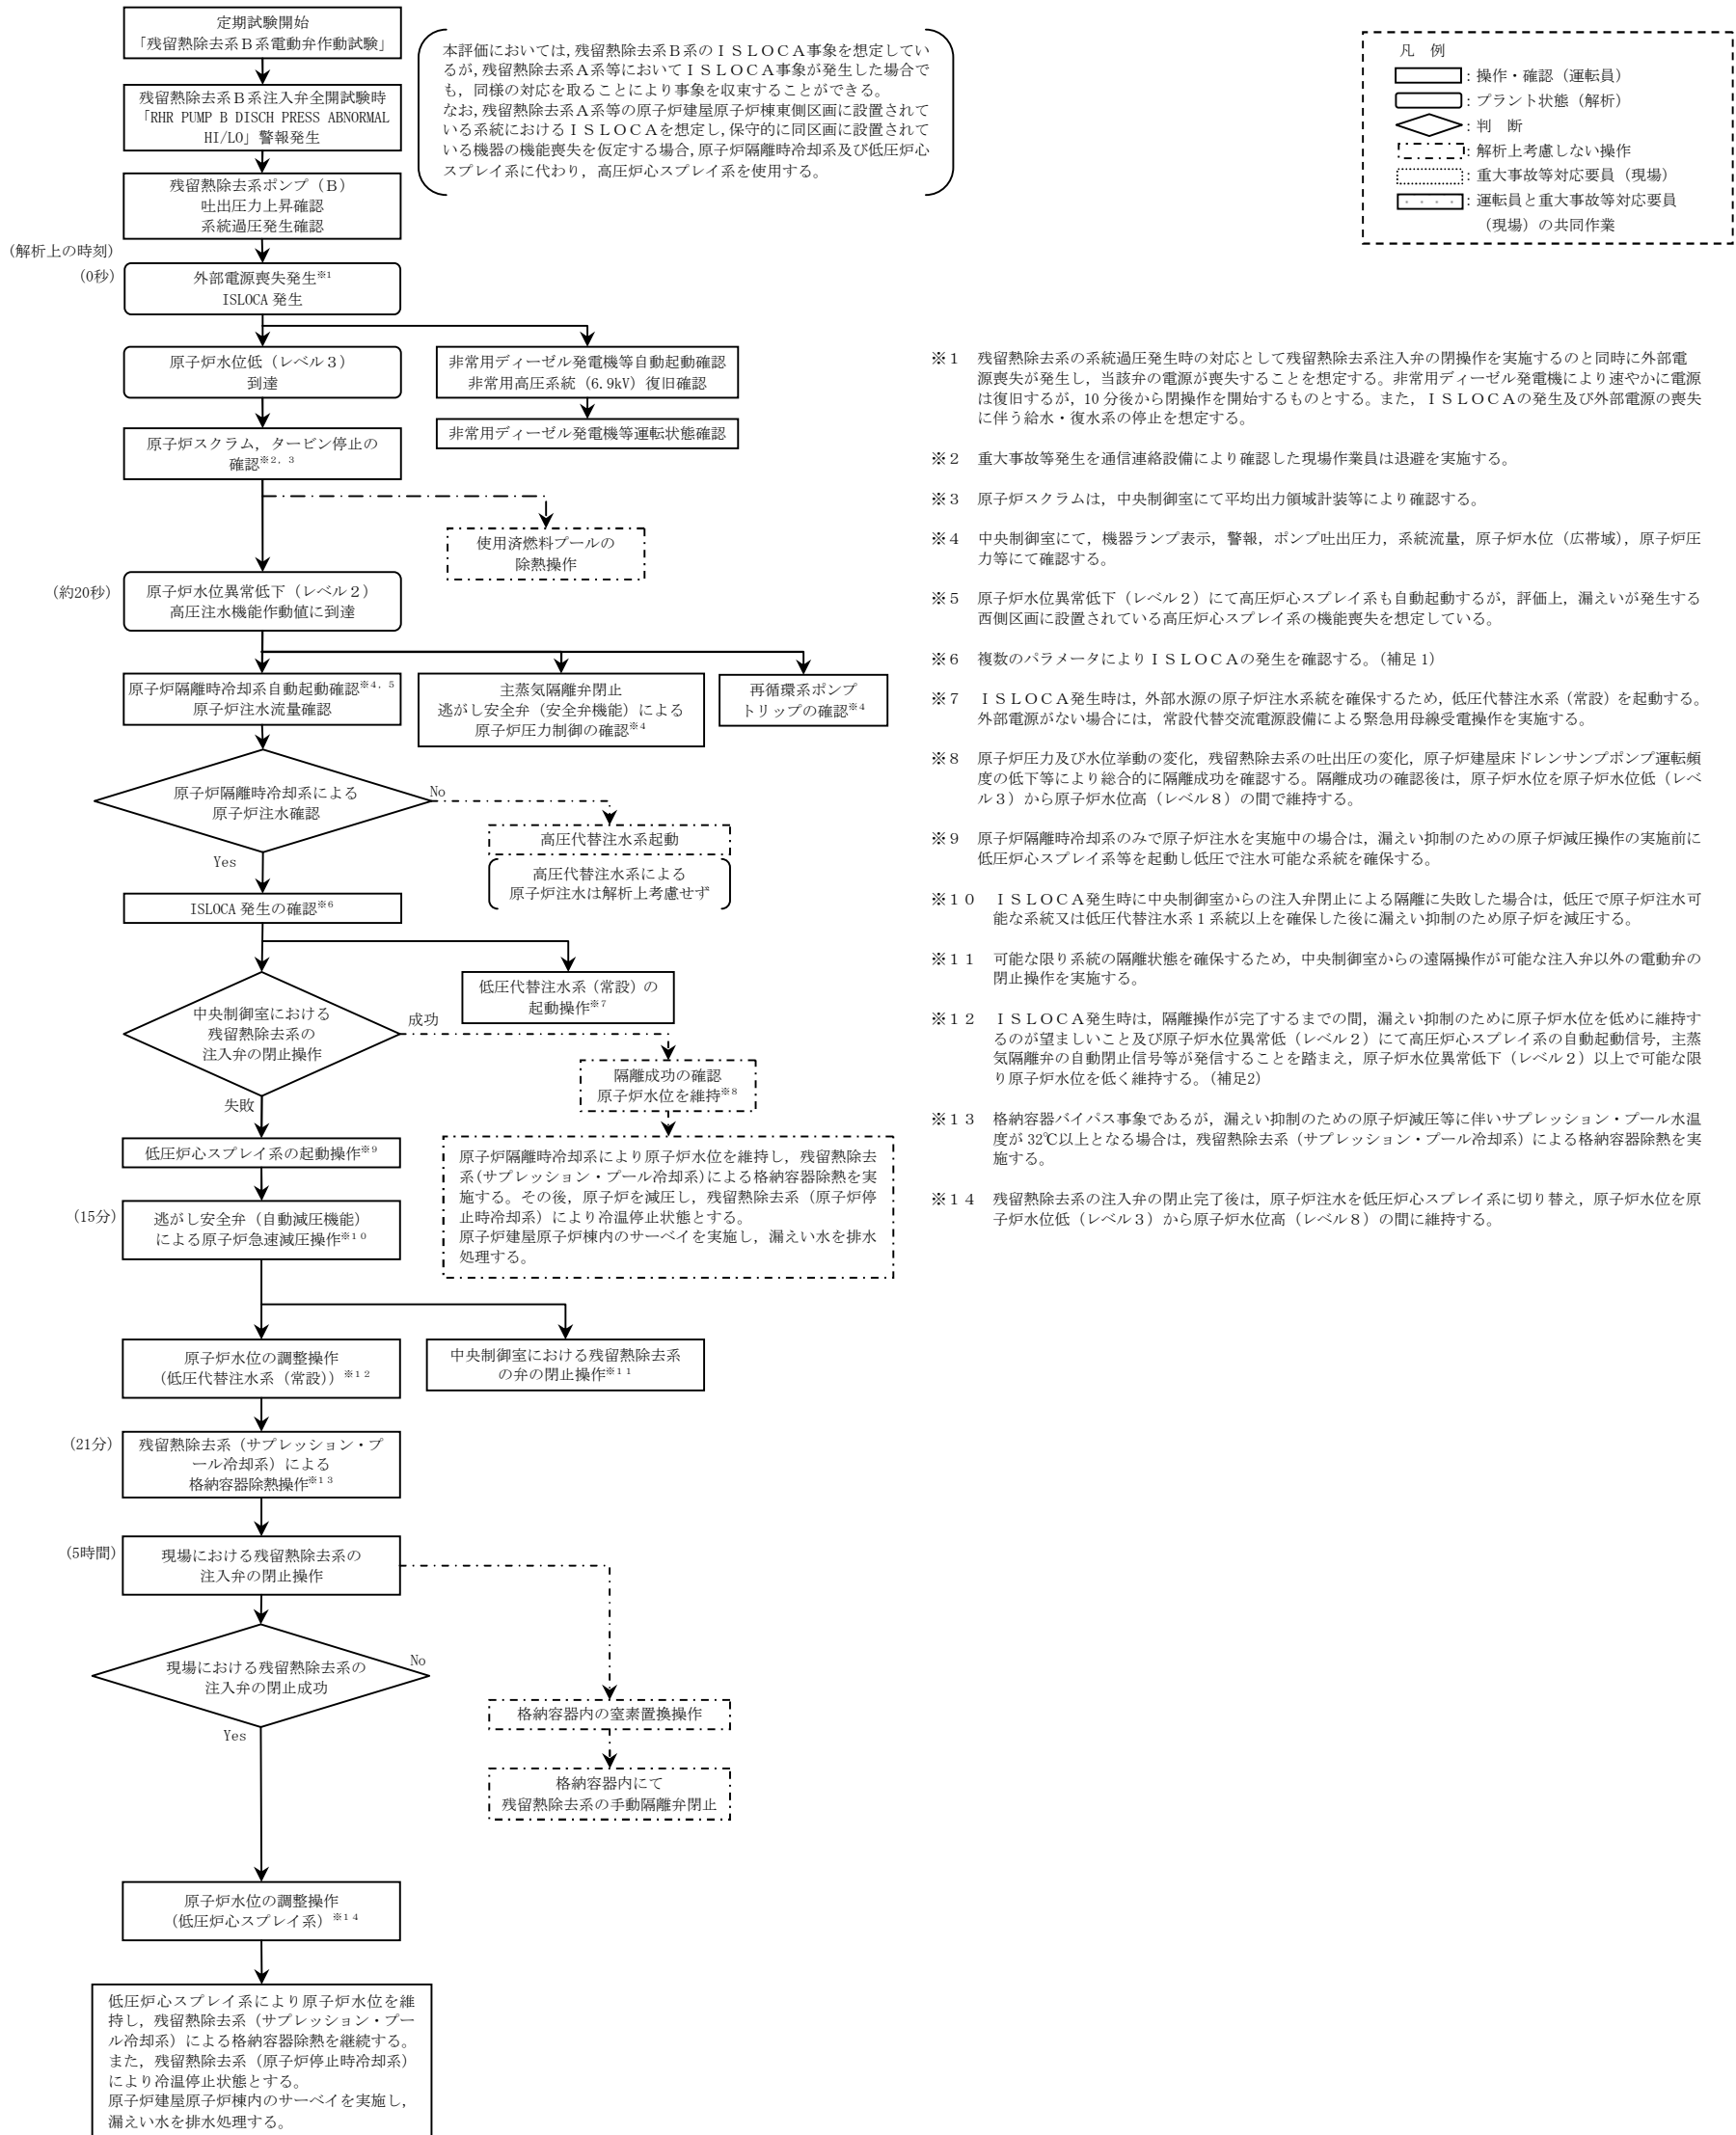 定期試験開始
「残留熱除去系Ｂ系電動弁作動試験」
本評価においては，残留熱除去系Ｂ系のＩＳＬＯＣＡ事象を想定してい
るが，残留熱除去系Ａ系等においてＩＳＬＯＣＡ事象が発生した場合で
も，同様の対応を取ることにより事象を収束することができる。
なお，残留熱除去系Ａ系等の原子炉建屋原子炉棟東側区画に設置されて
いる系統におけるＩＳＬＯＣＡを想定し，保守的に同区画に設置されて
いる機器の機能喪失を仮定する場合，原子炉隔離時冷却系及び低圧炉心
スプレイ系に代わり，高圧炉心スプレイ系を使用する。
凡　例
：操作・確認（運転員）
：プラント状態（解析）
：判　断
：解析上考慮しない操作
：重大事故等対応要員（現場）
：運転員と重大事故等対応要員
（現場）の共同作業
残留熱除去系Ｂ系注入弁全開試験時
「RHR PUMP B DISCH PRESS ABNORMAL
HI/LO」警報発生
残留熱除去系ポンプ（Ｂ）
吐出圧力上昇確認
系統過圧発生確認
（解析上の時刻）
（0秒）
外部電源喪失発生※1
ISLOCA 発生
原子炉水位低（レベル３）
到達
非常用ディーゼル発電機等自動起動確認
非常用高圧系統（6.9kV）復旧確認
非常用ディーゼル発電機等運転状態確認
原子炉スクラム，タービン停止の
確認※2，3
使用済燃料プールの
除熱操作
（約20秒）
原子炉水位異常低下（レベル２）
高圧注水機能作動値に到達
原子炉隔離時冷却系自動起動確認※4，5
原子炉注水流量確認
主蒸気隔離弁閉止
逃がし安全弁（安全弁機能）による
原子炉圧力制御の確認※4
再循環系ポンプ
トリップの確認※4
原子炉隔離時冷却系による
原子炉注水確認
No
Yes
高圧代替注水系起動
高圧代替注水系による
原子炉注水は解析上考慮せず
ISLOCA 発生の確認※6
低圧代替注水系（常設）の
起動操作※7
中央制御室における
残留熱除去系の
注入弁の閉止操作
成功
失敗
隔離成功の確認
原子炉水位を維持※8
低圧炉心スプレイ系の起動操作※9
原子炉隔離時冷却系により原子炉水位を維持し，残留熱除去
系（サプレッション・プール冷却系）による格納容器除熱を実
施する。その後，原子炉を減圧し，残留熱除去系（原子炉停
止時冷却系）により冷温停止状態とする。
原子炉建屋原子炉棟内のサーベイを実施し，漏えい水を排水
処理する。
（15分）
逃がし安全弁（自動減圧機能）
による原子炉急速減圧操作※10
原子炉水位の調整操作
（低圧代替注水系（常設））※12
中央制御室における残留熱除去系
の弁の閉止操作※11
（21分）
残留熱除去系（サプレッション・プ
ール冷却系）による
格納容器除熱操作※13
（5時間）
現場における残留熱除去系の
注入弁の閉止操作
現場における残留熱除去系の
注入弁の閉止成功
No
Yes
格納容器内の窒素置換操作
格納容器内にて
残留熱除去系の手動隔離弁閉止
原子炉水位の調整操作
（低圧炉心スプレイ系）※14
低圧炉心スプレイ系により原子炉水位を維
持し，残留熱除去系（サプレッション・プー
ル冷却系）による格納容器除熱を継続する。
また，残留熱除去系（原子炉停止時冷却系）
により冷温停止状態とする。
原子炉建屋原子炉棟内のサーベイを実施し，
漏えい水を排水処理する。
※１　残留熱除去系の系統過圧発生時の対応として残留熱除去系注入弁の閉操作を実施するのと同時に外部電
源喪失が発生し，当該弁の電源が喪失することを想定する。非常用ディーゼル発電機により速やかに電源
は復旧するが，10 分後から閉操作を開始するものとする。また，ＩＳＬＯＣＡの発生及び外部電源の喪失
に伴う給水・復水系の停止を想定する。
※２　重大事故等発生を通信連絡設備により確認した現場作業員は退避を実施する。
※３　原子炉スクラムは，中央制御室にて平均出力領域計装等により確認する。
※４　中央制御室にて，機器ランプ表示，警報，ポンプ吐出圧力，系統流量，原子炉水位（広帯域），原子炉圧
力等にて確認する。
※５　原子炉水位異常低下（レベル２）にて高圧炉心スプレイ系も自動起動するが，評価上，漏えいが発生する
西側区画に設置されている高圧炉心スプレイ系の機能喪失を想定している。
※６　複数のパラメータによりＩＳＬＯＣＡの発生を確認する。（補足 1）
※７　ＩＳＬＯＣＡ発生時は，外部水源の原子炉注水系統を確保するため，低圧代替注水系（常設）を起動する。
外部電源がない場合には，常設代替交流電源設備による緊急用母線受電操作を実施する。
※８　原子炉圧力及び水位挙動の変化，残留熱除去系の吐出圧の変化，原子炉建屋床ドレンサンプポンプ運転頻
度の低下等により総合的に隔離成功を確認する。隔離成功の確認後は，原子炉水位を原子炉水位低（レベ
ル３）から原子炉水位高（レベル８）の間で維持する。
※９　原子炉隔離時冷却系のみで原子炉注水を実施中の場合は，漏えい抑制のための原子炉減圧操作の実施前に
低圧炉心スプレイ系等を起動し低圧で注水可能な系統を確保する。
※１０　ＩＳＬＯＣＡ発生時に中央制御室からの注入弁閉止による隔離に失敗した場合は，低圧で原子炉注水可
能な系統又は低圧代替注水系１系統以上を確保した後に漏えい抑制のため原子炉を減圧する。
※１１　可能な限り系統の隔離状態を確保するため，中央制御室からの遠隔操作が可能な注入弁以外の電動弁の
閉止操作を実施する。
※１２　ＩＳＬＯＣＡ発生時は，隔離操作が完了するまでの間，漏えい抑制のために原子炉水位を低めに維持す
るのが望ましいこと及び原子炉水位異常低（レベル２）にて高圧炉心スプレイ系の自動起動信号，主蒸
気隔離弁の自動閉止信号等が発信することを踏まえ，原子炉水位異常低下（レベル２）以上で可能な限
り原子炉水位を低く維持する。（補足2）
※１３　格納容器バイパス事象であるが，漏えい抑制のための原子炉減圧等に伴いサプレッション・プール水温
度が 32℃以上となる場合は，残留熱除去系（サプレッション・プール冷却系）による格納容器除熱を実
施する。
※１４　残留熱除去系の注入弁の閉止完了後は，原子炉注水を低圧炉心スプレイ系に切り替え，原子炉水位を原
子炉水位低（レベル３）から原子炉水位高（レベル８）の間に維持する。